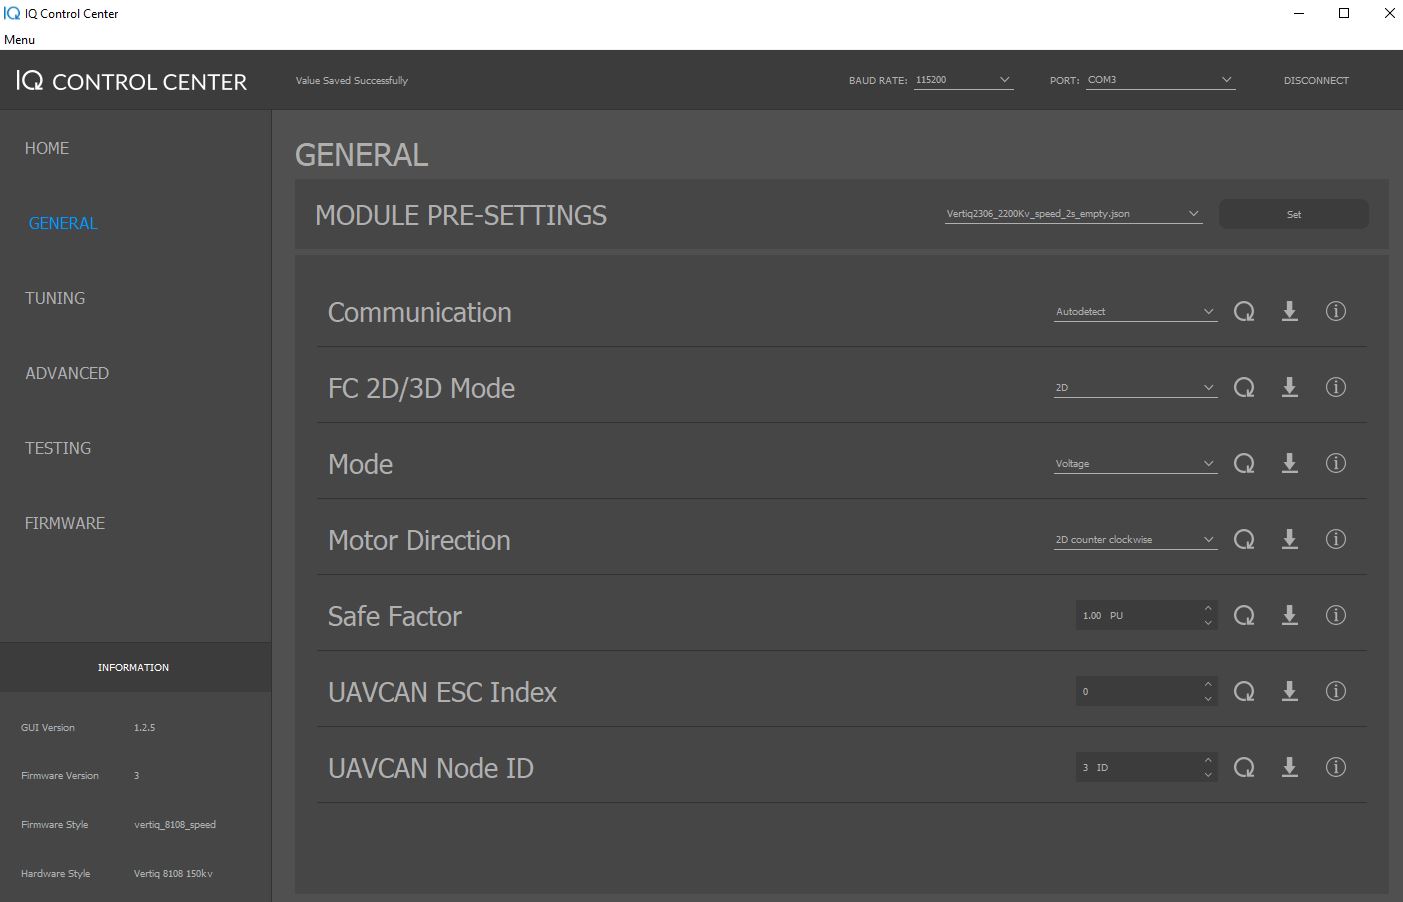 IQ Control Center
Menu
IQ CONTROL CENTER
Value Saved Successfully
BAUD RATE: 115200
PORT: COM3
DISCONNECT
HOME
GENERAL
TUNING
ADVANCED
TESTING
FIRMWARE
INFORMATION
GUI Version 1.2.5
Firmware Version 3
Firmware Style vertiq_8108_speed
Hardware Style Vertiq 8108 150kv
GENERAL
MODULE PRE-SETTINGS Vertiq2306_2200Kv_speed_2s_empty.json Set
Communication Autodetect
FC 2D/3D Mode 2D
Mode Voltage
Motor Direction 2D counter clockwise
Safe Factor 1.00 PU
UAVCAN ESC Index 0
UAVCAN Node ID 3 ID